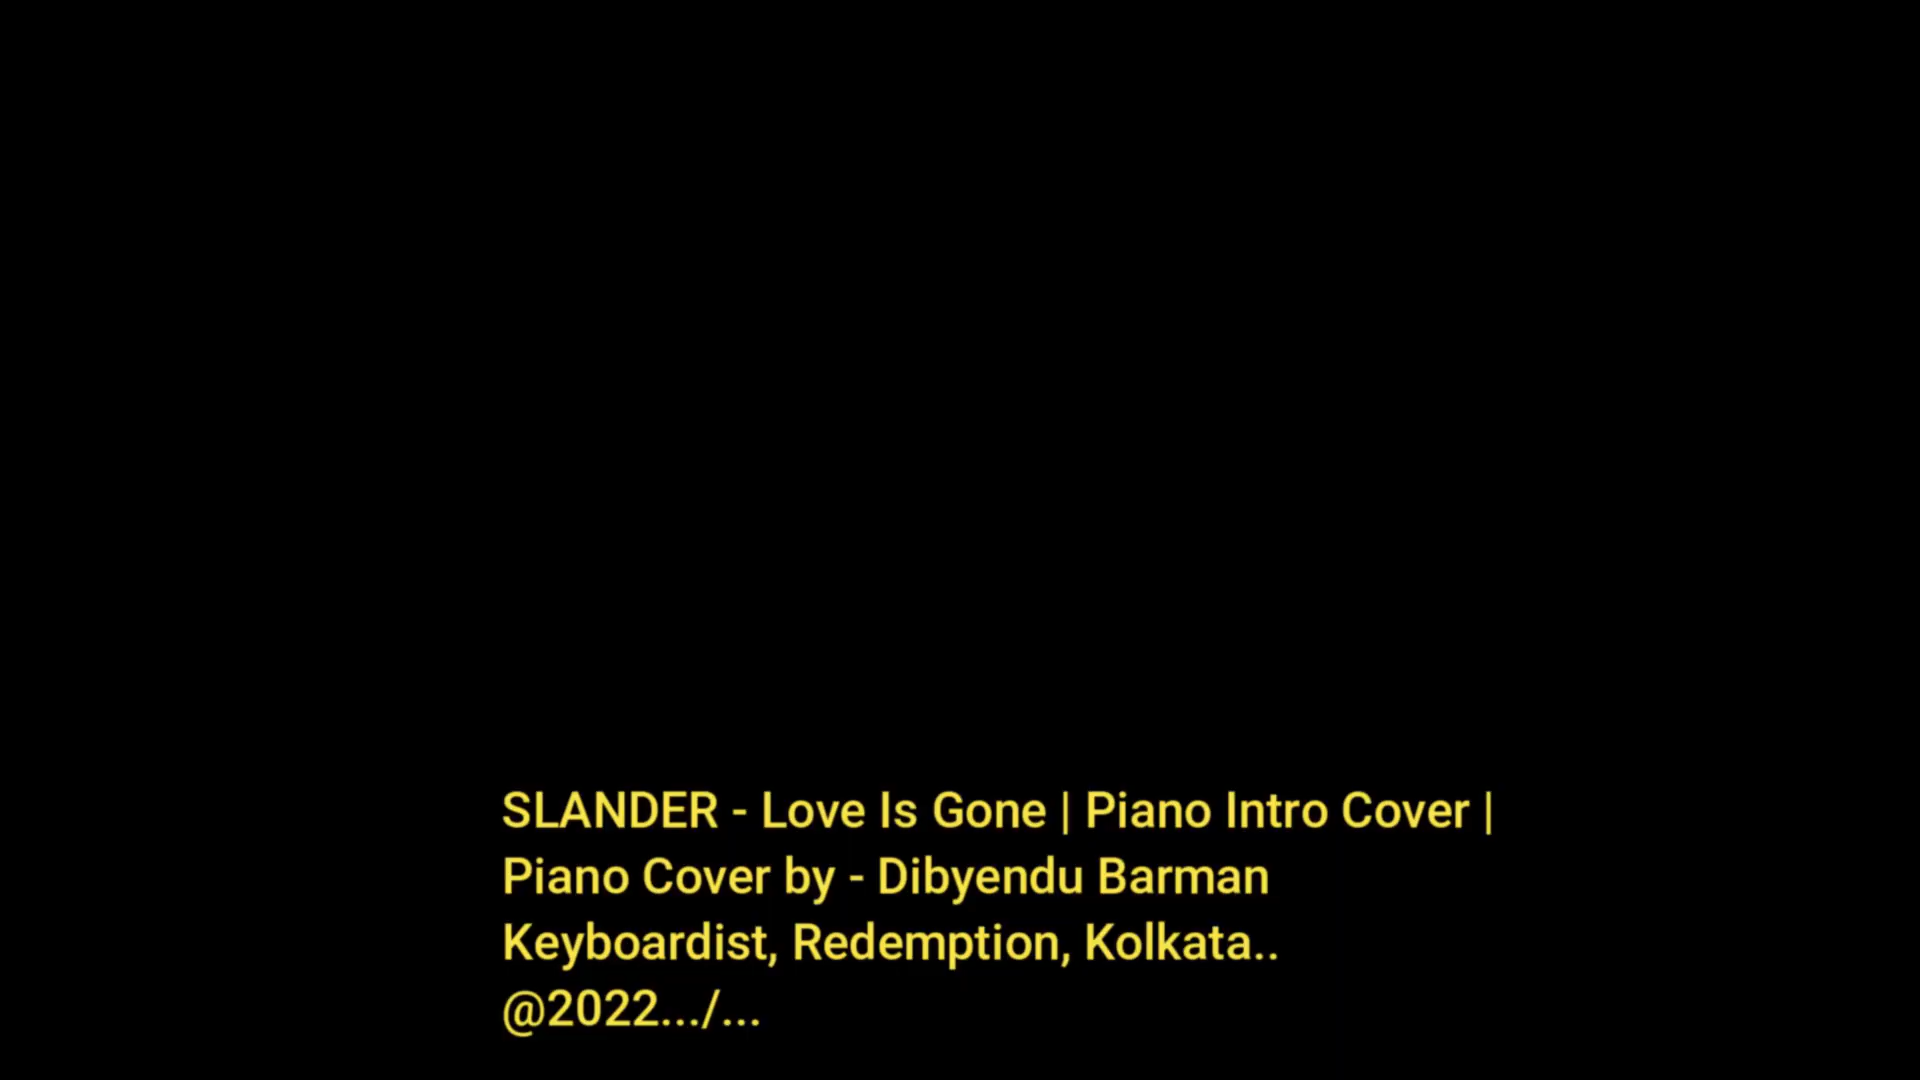 SLANDER - Love Is Gone | Piano Intro Cover |
Piano Cover by - Dibyendu Barman
Keyboardist, Redemption, Kolkata..
@2022.../...